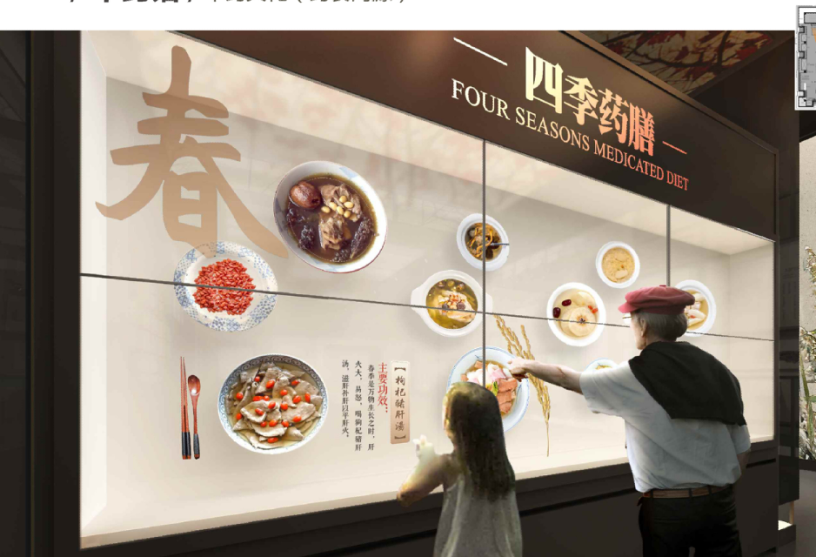 四季药膳
FOUR SEASONS MEDICATED DIET
春
【枸杞猪肝汤】
主要功效：
春季是万物生长之时，肝
火大，易怒，喝枸杞猪肝
汤，滋肝补肝可平肝火。